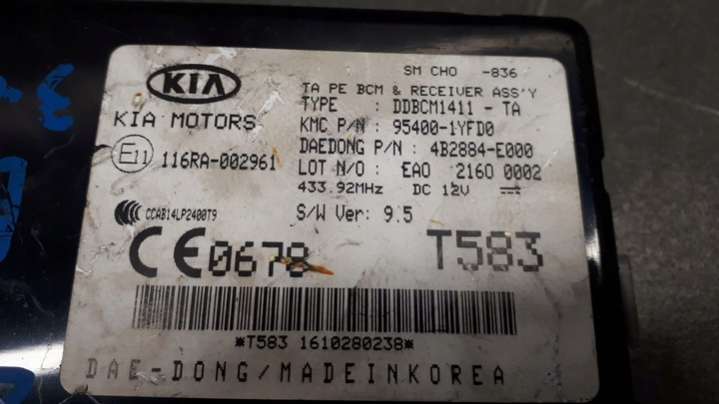 SM CHO -836
KIA
TA PE BCM & RECEIVER ASS'Y
TYPE : DDBCM1411 - TA
KIA MOTORS
KMC P/N : 95400-1YFD0
DAEDONG P/N : 4B2884-E000
E11 116RA-002961
LOT N/O : EA0 2160 0002
433.92MHz DC 12V
CCAB14LP2400T9
S/W Ver: 9.5
CE0678
T583
*T583 1610280238*
DAE-DONG/MADEINKOREA